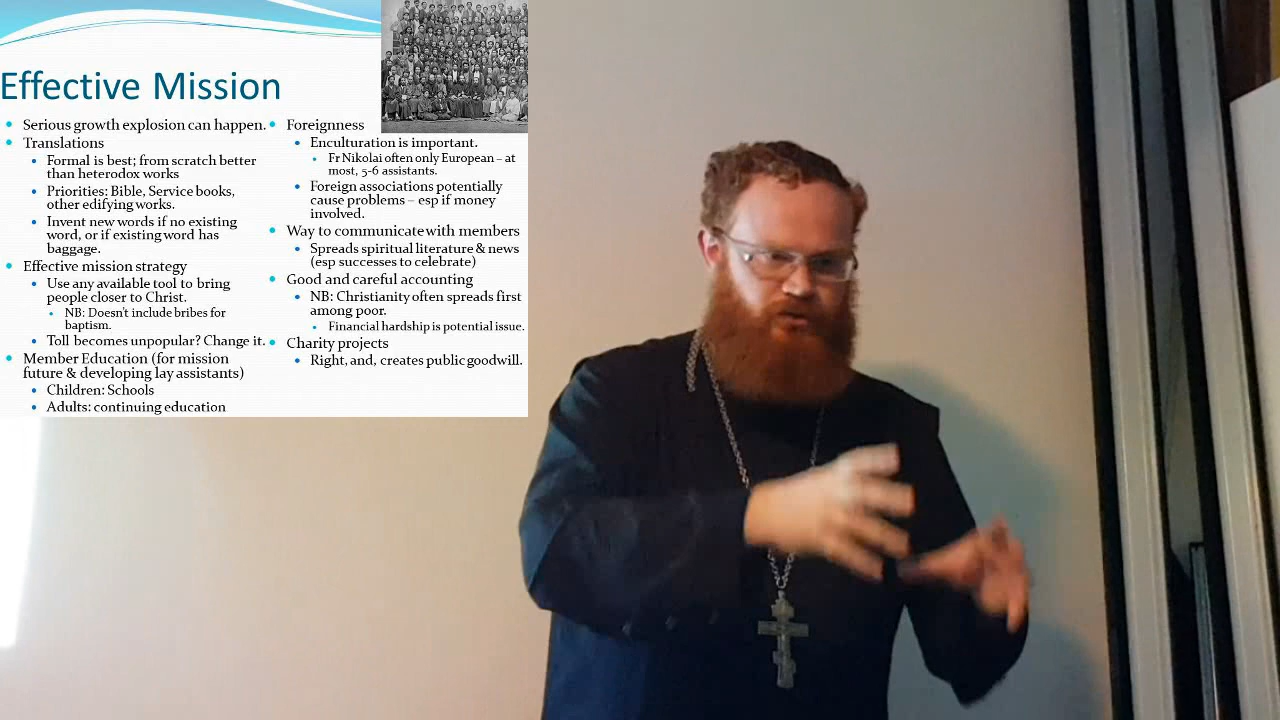 Effective Mission
Serious growth explosion can happen.
Translations
Formal is best; from scratch better
than heterodox works
Priorities: Bible, Service books,
other edifying works.
Invent new words if no existing
word, or if existing word has
baggage.
Effective mission strategy
Use any available tool to bring
people closer to Christ.
NB: Doesn't include bribes for
baptism.
Toll becomes unpopular? Change it.
Member Education (for mission
future & developing lay assistants)
Children: Schools
Adults: continuing education
Foreignness
Enculturation is important.
Fr Nikolai often only European – at
most, 5-6 assistants.
Foreign associations potentially
cause problems – esp if money
involved.
Way to communicate with members
Spreads spiritual literature & news
(esp successes to celebrate)
Good and careful accounting
NB: Christianity often spreads first
among poor.
Financial hardship is potential issue.
Charity projects
Right, and, creates public goodwill.